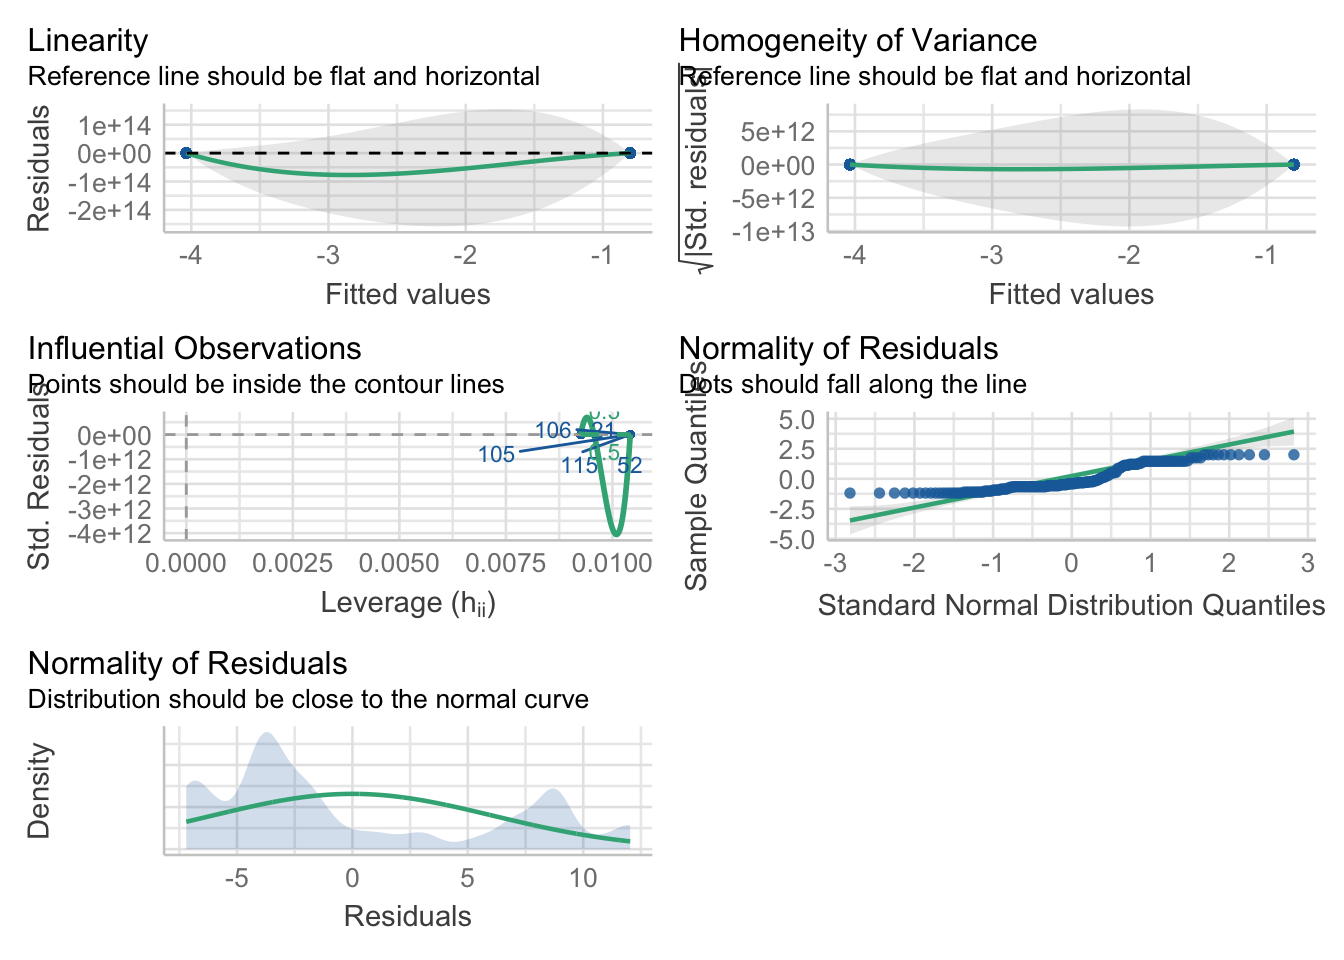 Linearity
Reference line should be flat and horizontal
Residuals
1e+14
0e+00
-1e+14
-2e+14
-4 -3 -2 -1
Fitted values
Homogeneity of Variance
Reference line should be flat and horizontal
√|Std. residuals|
5e+12
0e+00
-5e+12
-1e+13
-4 -3 -2 -1
Fitted values
Influential Observations
Points should be inside the contour lines
Std. Residuals
0e+00
-1e+12
-2e+12
-3e+12
-4e+12
0.5
106 21
0.5
105
115 52
0.0000 0.0025 0.0050 0.0075 0.0100
Leverage (hii)
Normality of Residuals
Dots should fall along the line
Sample Quantiles
5.0
2.5
0.0
-2.5
-5.0
-3 -2 -1 0 1 2 3
Standard Normal Distribution Quantiles
Normality of Residuals
Distribution should be close to the normal curve
Density
-5 0 5 10
Residuals